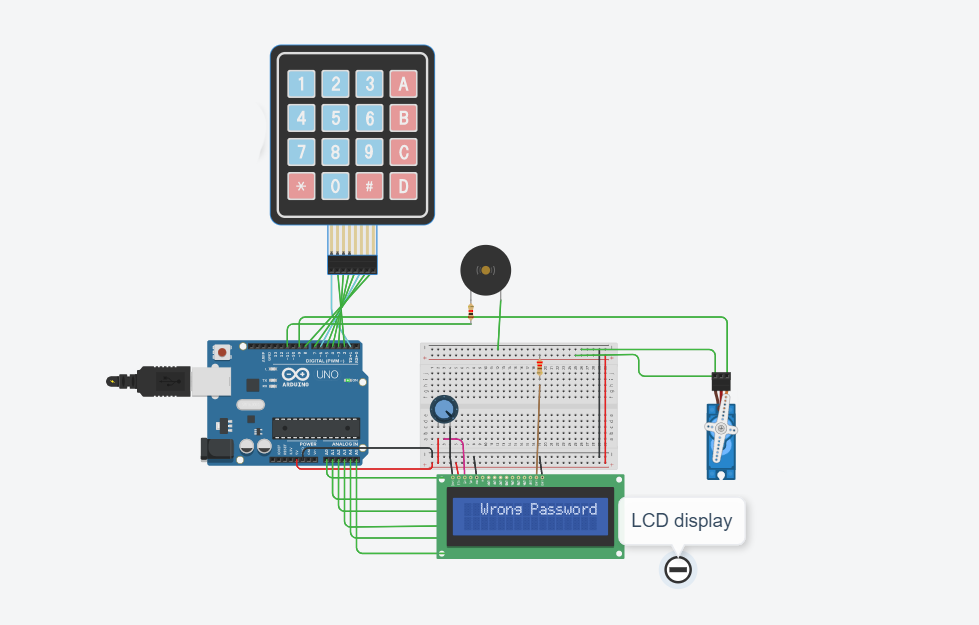 1 2 3 A
4 5 6 B
7 8 9 C
* 0 # D
DIGITAL (PWM~)
UNO
ARDUINO
POWER
ANALOG IN
Wrong Password
LCD display